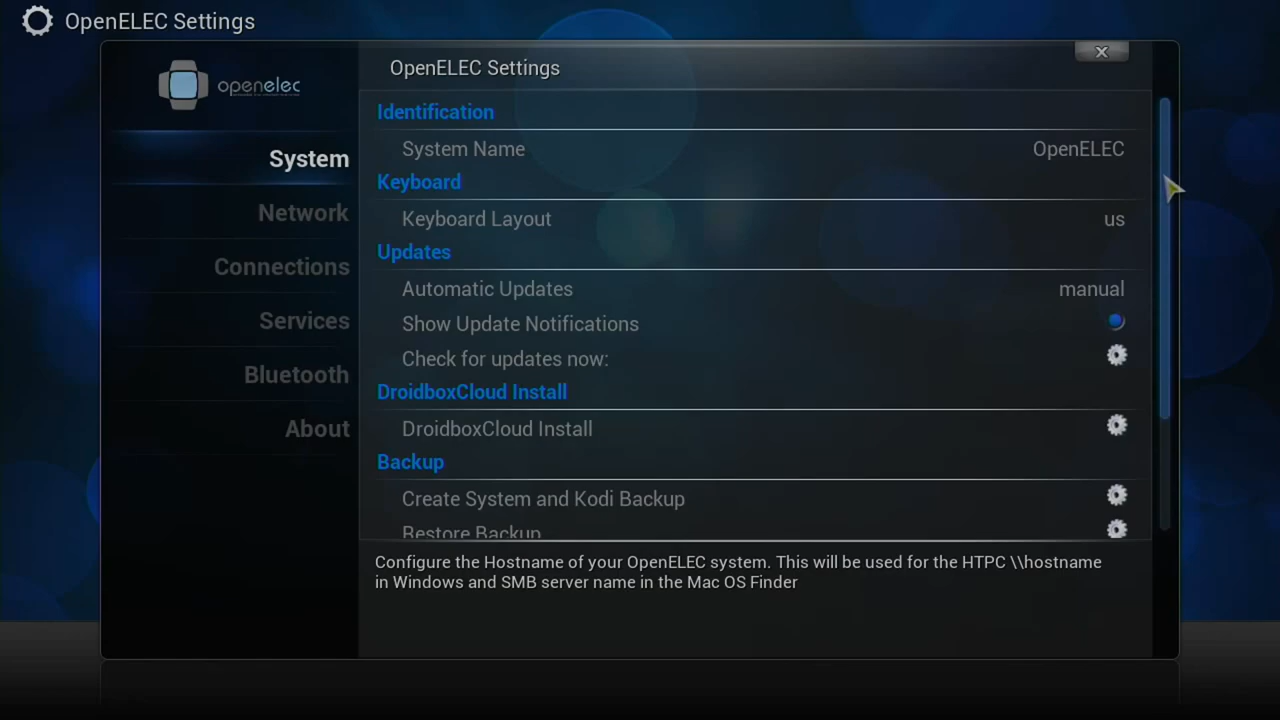 OpenELEC Settings
openelec
OpenELEC Settings
System
Network
Connections
Services
Bluetooth
About
Identification
System Name OpenELEC
Keyboard
Keyboard Layout us
Updates
Automatic Updates manual
Show Update Notifications
Check for updates now:
DroidboxCloud Install
DroidboxCloud Install
Backup
Create System and Kodi Backup
Restore Backup
Configure the Hostname of your OpenELEC system. This will be used for the HTPC \\hostname
in Windows and SMB server name in the Mac OS Finder